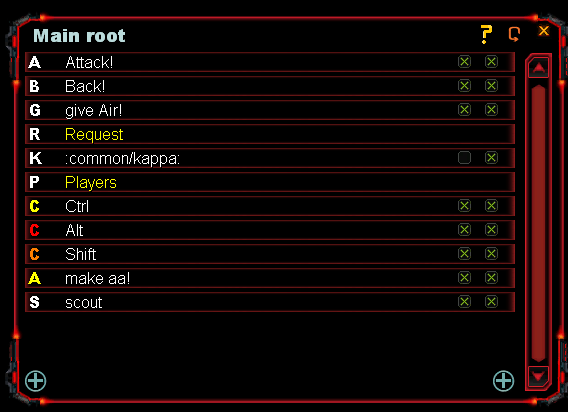 Main root ? x
A Attack!
B Back!
G give Air!
R Request
K :common/kappa:
P Players
C Ctrl
C Alt
C Shift
A make aa!
S scout